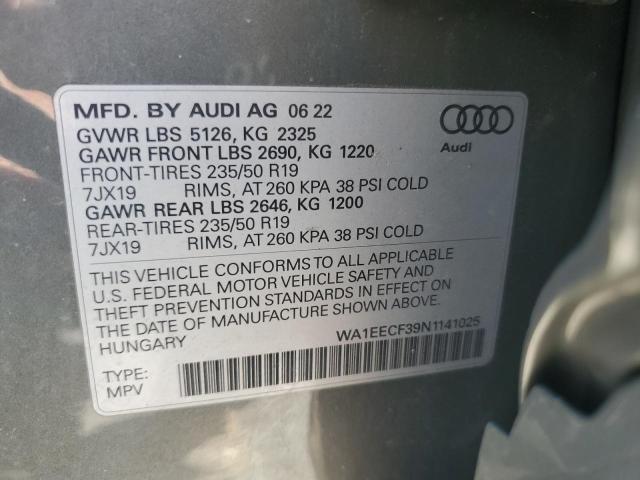 MFD. BY AUDI AG 06 22
GVWR LBS 5126, KG 2325
GAWR FRONT LBS 2690, KG 1220
FRONT-TIRES 235/50 R19
7JX19 RIMS, AT 260 KPA 38 PSI COLD
GAWR REAR LBS 2646, KG 1200
REAR-TIRES 235/50 R19
7JX19 RIMS, AT 260 KPA 38 PSI COLD
Audi
THIS VEHICLE CONFORMS TO ALL APPLICABLE
U.S. FEDERAL MOTOR VEHICLE SAFETY AND
THEFT PREVENTION STANDARDS IN EFFECT ON
THE DATE OF MANUFACTURE SHOWN ABOVE.
HUNGARY
WA1EECF39N1141025
TYPE:
MPV